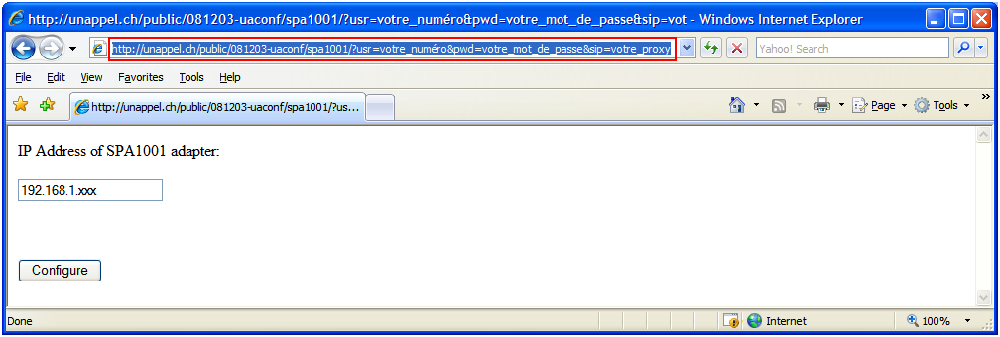 http://unappel.ch/public/081203-uaconf/spa1001/?usr=votre_numéro&pwd=votre_mot_de_passe&sip=vot - Windows Internet Explorer
http://unappel.ch/public/081203-uaconf/spa1001/?usr=votre_numéro&pwd=votre_mot_de_passe&sip=votre_proxy
Yahoo! Search
File Edit View Favorites Tools Help
http://unappel.ch/public/081203-uaconf/spa1001/?us...
Page Tools »
IP Address of SPA1001 adapter:
192.168.1.xxx
Configure
Done Internet 100%